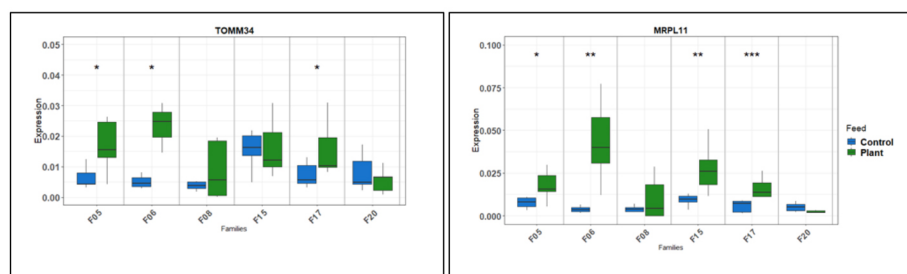 TOMM34
0.05
0.04
0.03
0.02
0.01
0.00
Expression
* * *
F05 F06 F08 F15 F17 F20
Families
MRPL11
0.100
0.075
0.050
0.025
0.000
Expression
* ** ** ***
F05 F06 F08 F15 F17 F20
Families
Feed
Control
Plant